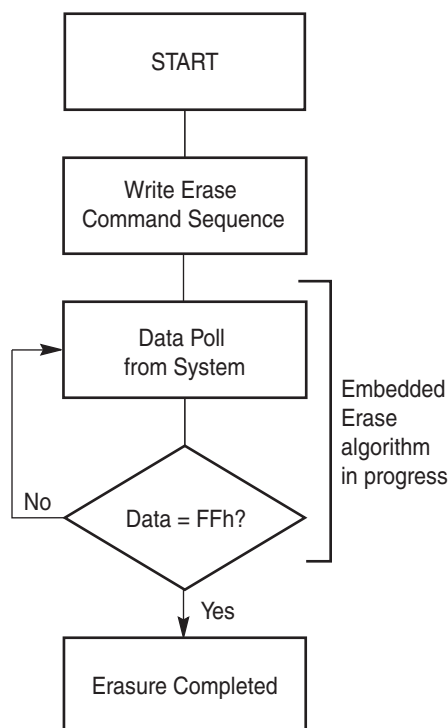 START
Write Erase
Command Sequence
Data Poll
from System
Embedded
Erase
algorithm
in progress
No
Data = FFh?
Yes
Erasure Completed